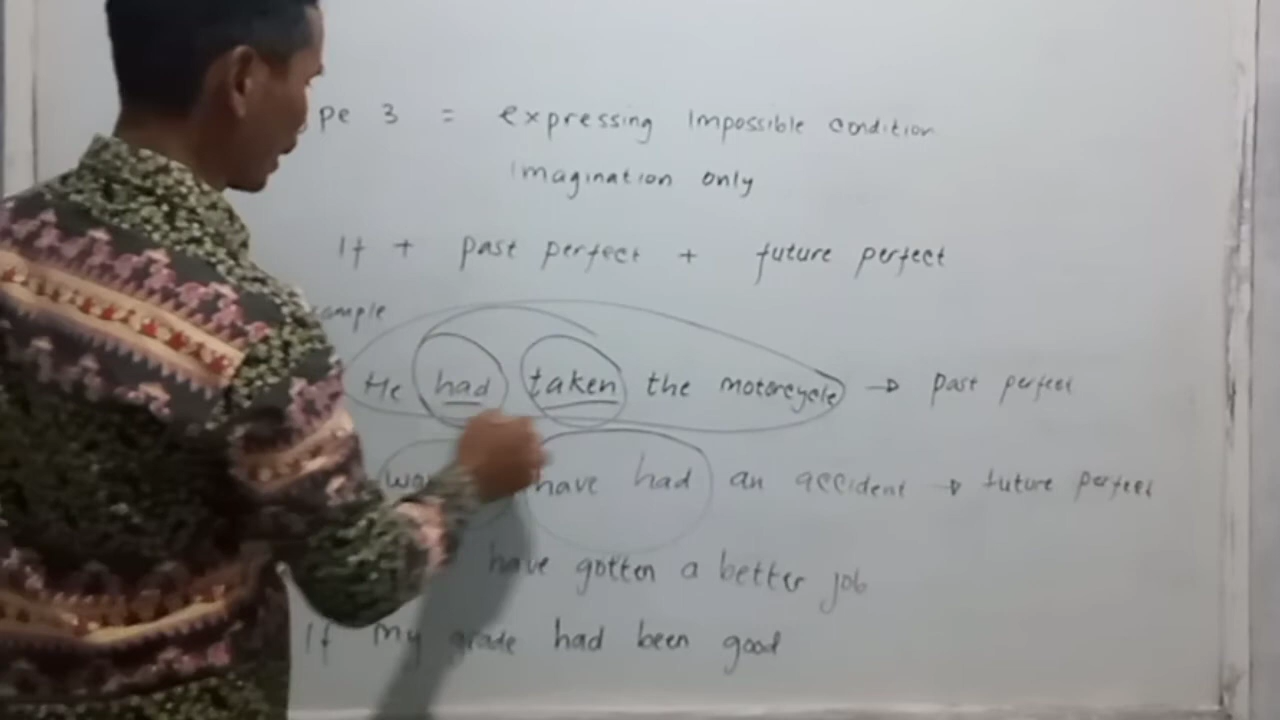 pe 3 = expressing impossible condition
imagination only
If + past perfect + future perfect
ample
He had taken the motorcycle → past perfect
have had an accident → future perfect
have gotten a better job
If my grade had been good